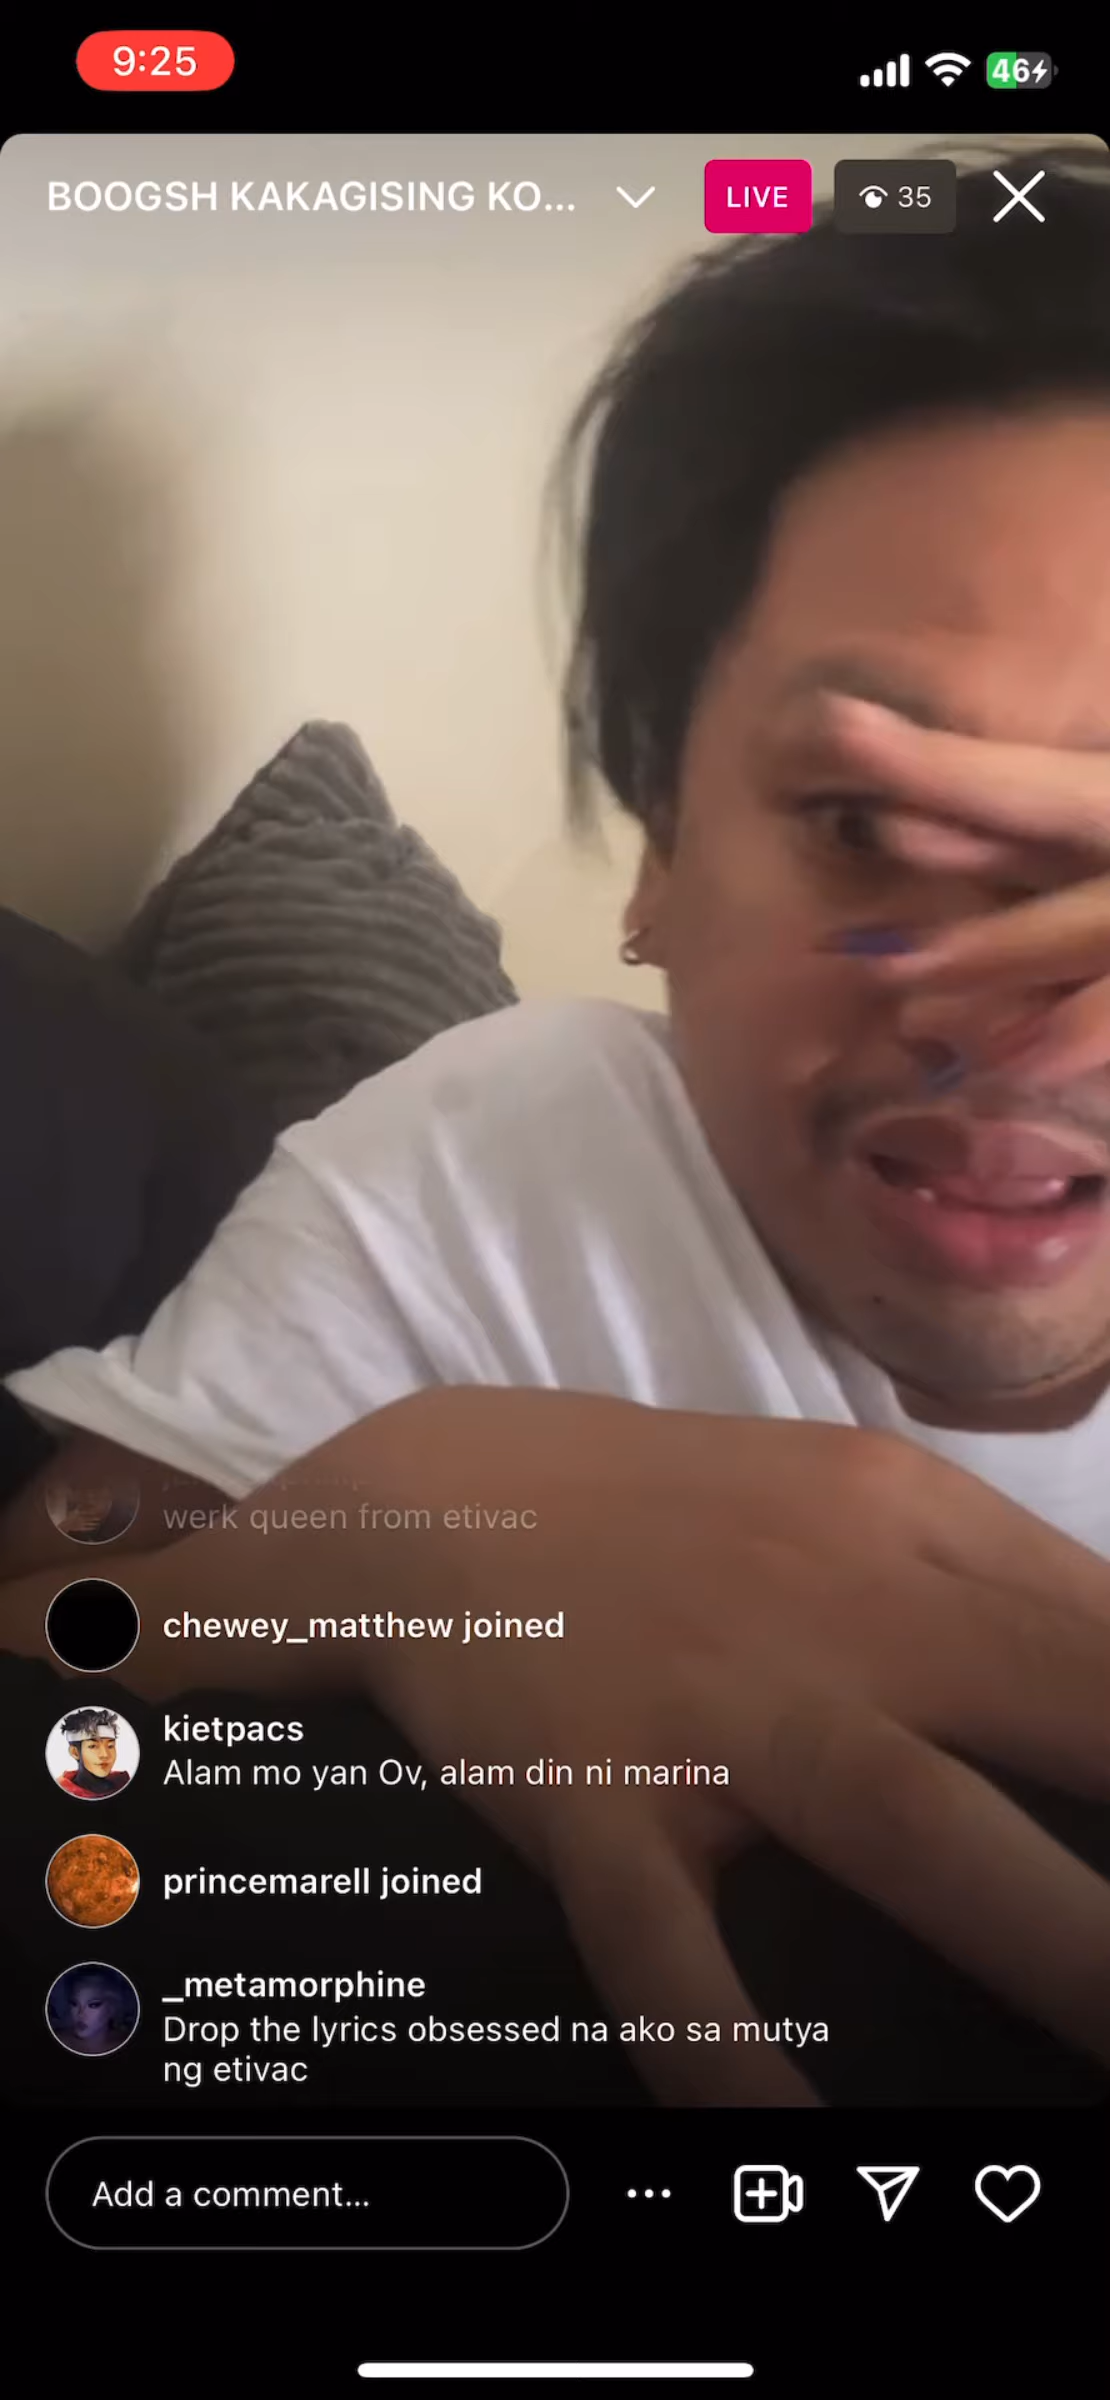 9:25
46
BOOGSH KAKAGISING KO...
LIVE
35
werk queen from etivac
chewey_matthew joined
kietpacs
Alam mo yan Ov, alam din ni marina
princemarell joined
_metamorphine
Drop the lyrics obsessed na ako sa mutya
ng etivac
Add a comment...